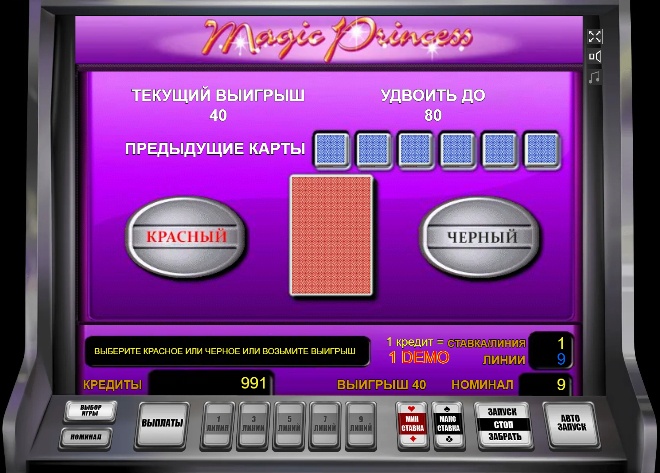 Magic Princess
ТЕКУЩИЙ ВЫИГРЫШ
40
УДВОИТЬ ДО
80
ПРЕДЫДУЩИЕ КАРТЫ
КРАСНЫЙ
ЧЕРНЫЙ
ВЫБЕРИТЕ КРАСНОЕ ИЛИ ЧЕРНОЕ ИЛИ ВОЗЬМИТЕ ВЫИГРЫШ
1 кредит =
1 DEMO
СТАВКА/ЛИНИЯ 1
ЛИНИИ 9
КРЕДИТЫ 991
ВЫИГРЫШ 40
НОМИНАЛ 9
ВЫБОР
ИГРЫ
НОМИНАЛ
ВЫПЛАТЫ
1
ЛИНИЯ
3
ЛИНИИ
5
ЛИНИЙ
7
ЛИНИЙ
9
ЛИНИЙ
МИН
СТАВКА
МАКС
СТАВКА
ЗАПУСК
СТОП
ЗАБРАТЬ
АВТО
ЗАПУСК